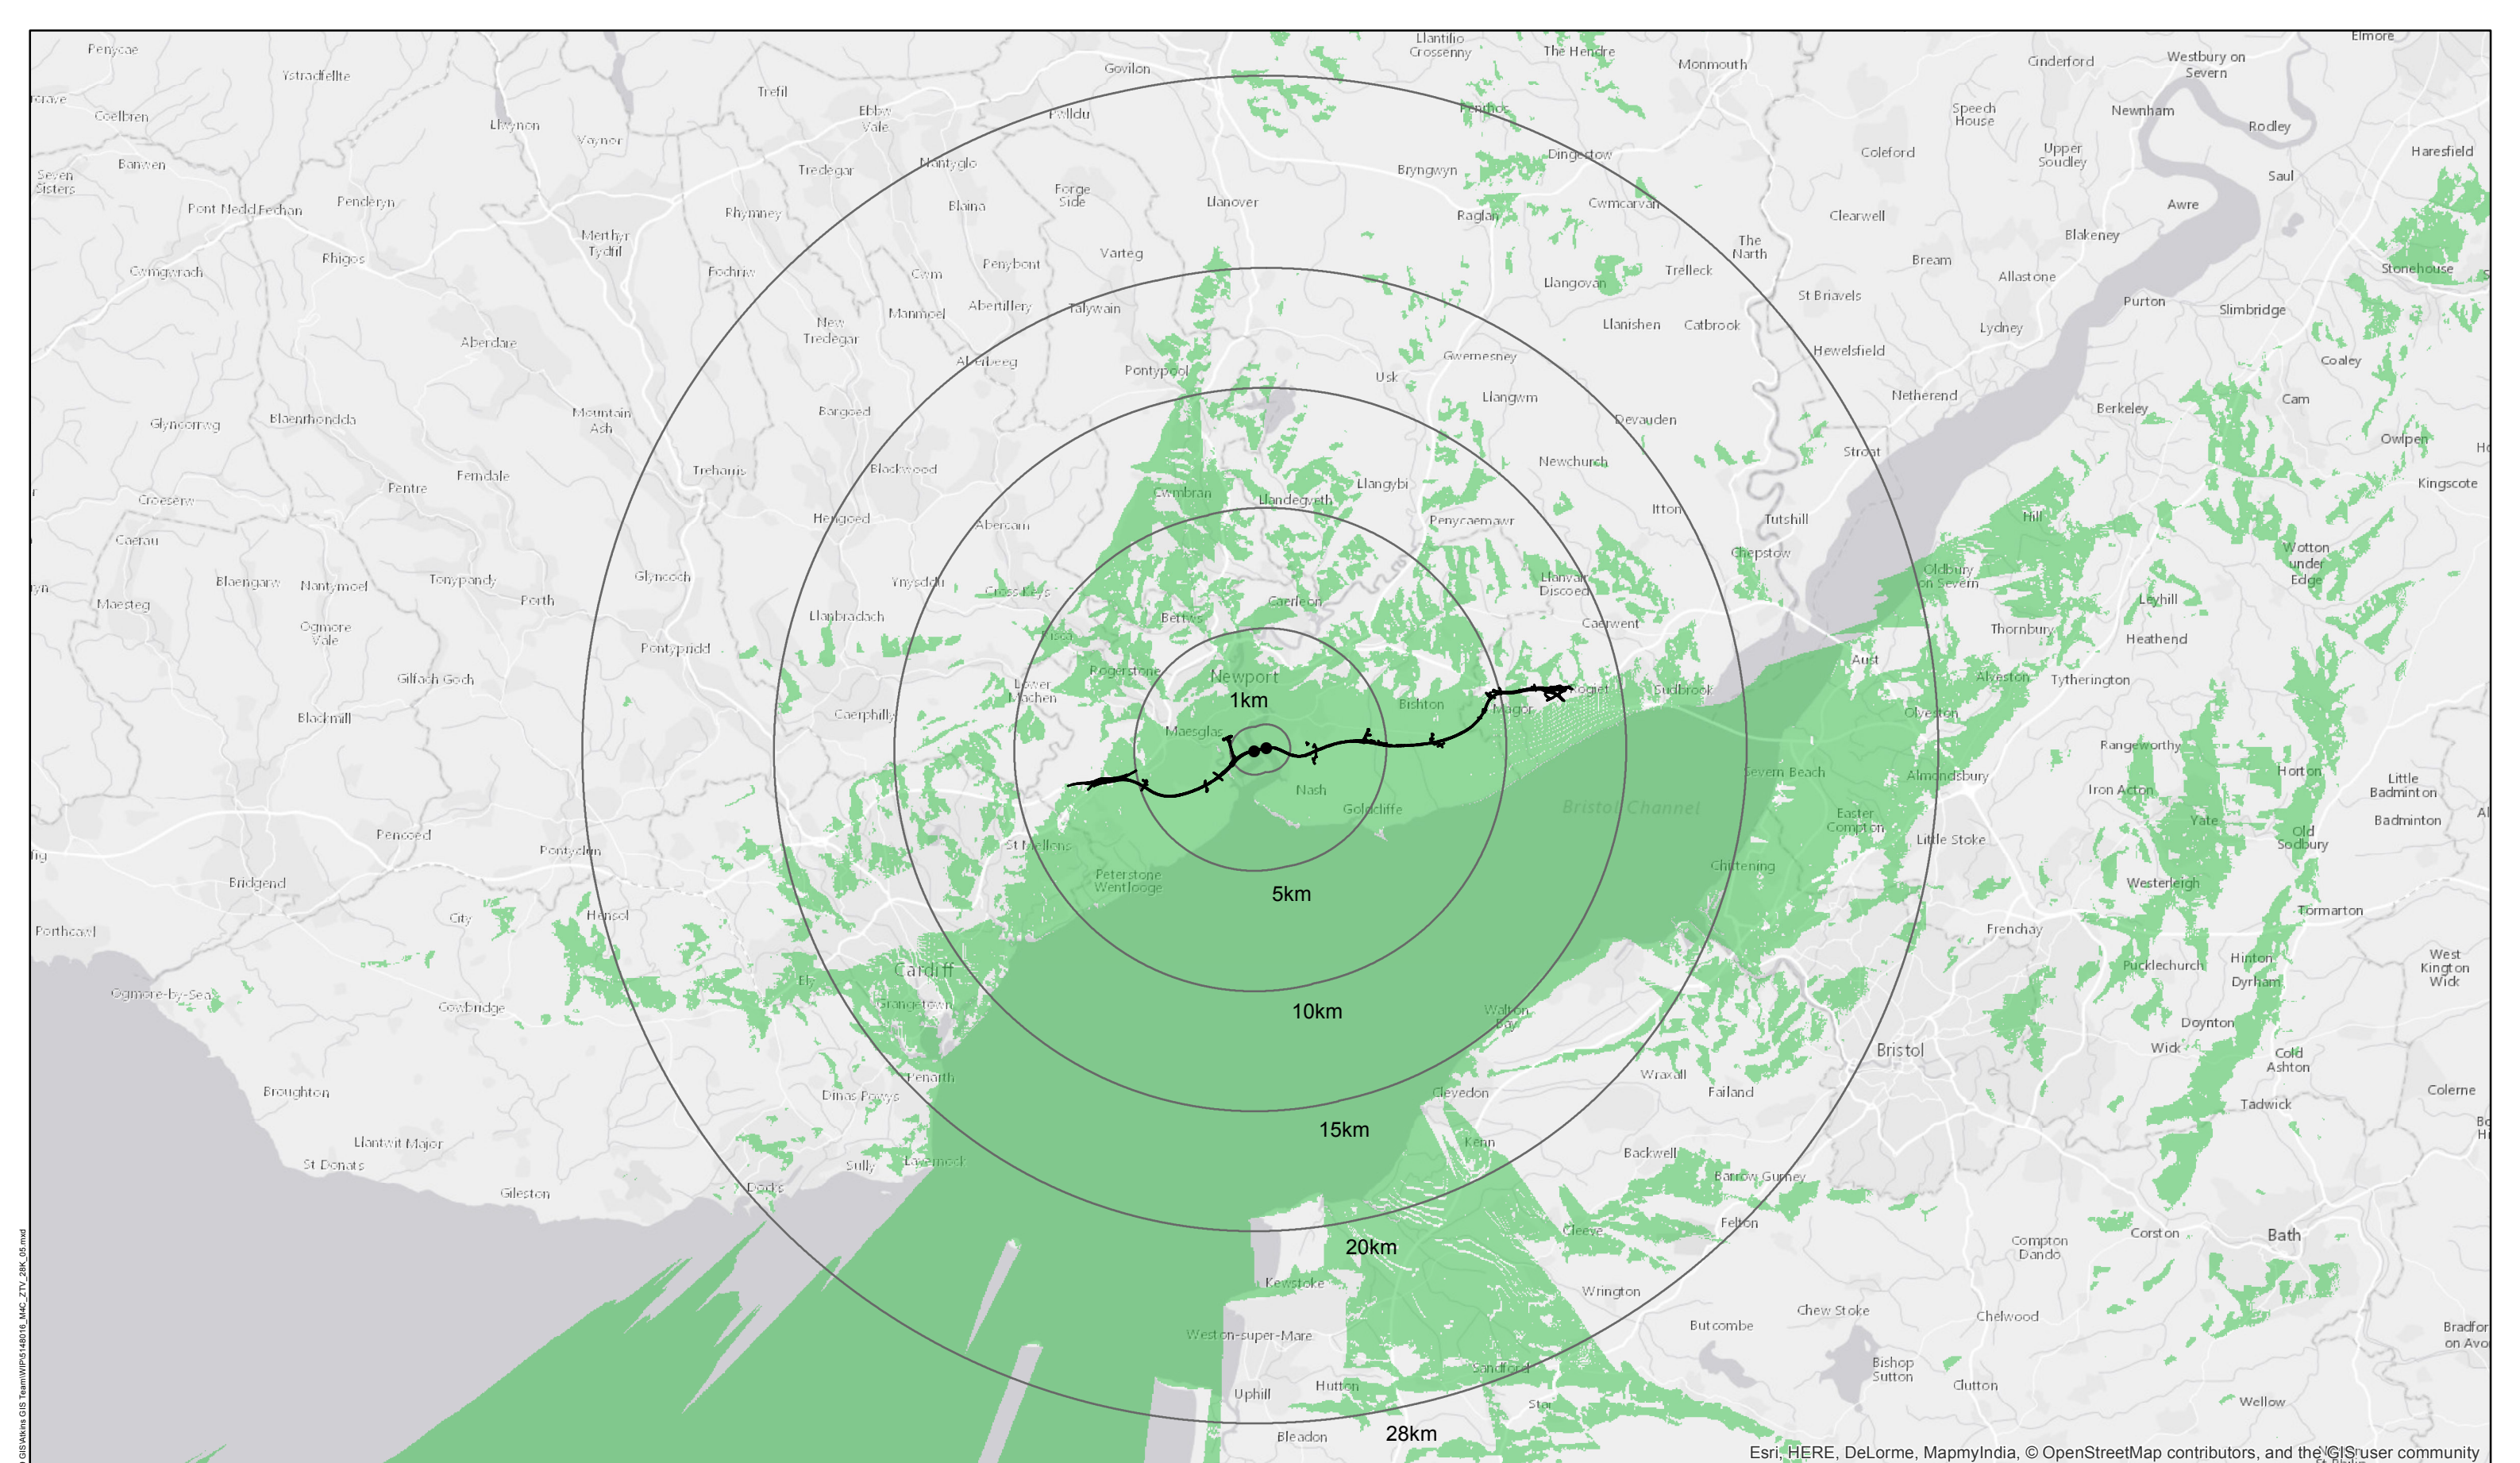 Penycae
Ystradfellte
Govilon
Llantilio
Crossenny
The Hendre
Monmouth
Cinderford
Westbury on
Severn
Elmore
Trefil
Coelbren
Llwynon
Vaynor
Ebbw
Vale
Pwlldu
Penrhos
Speech
House
Newnham
Rodley
Banwen
Seven
Sisters
Tredegar
Nantyglo
Bryngwyn
Dingestow
Coleford
Upper
Soudley
Haresfield
Saul
Pont Nedd Fechan
Penderyn
Rhymney
Blaina
Forge
Side
Llanover
Raglan
Cwmcarvan
Clearwell
Awre
Merthyr
Tydfil
Blakeney
Cwmgwrach
Rhigos
Fochriw
Cwm
Penybont
Varteg
Llangovan
Trelleck
The
Narth
Bream
Allastone
Stonehouse
Abertillery
Talywain
Manmoel
New
Tredegar
St Briavels
Purton
Slimbridge
Aberdare
Llanishen
Catbrook
Lydney
Aberbeeg
Pontypool
Usk
Gwernesney
Hewelsfield
Coaley
Glyncorrwg
Blaenrhondda
Mountain
Ash
Bargoed
Llangwm
Devauden
Netherend
Berkeley
Cam
Owlpen
Ferndale
Pentre
Treharris
Blackwood
Newchurch
Stroat
Croeserw
Cwmbran
Llandegveth
Llangybi
Kingscote
Hengoed
Abercarn
Penycaemawr
Itton
Tutshill
Hill
Caerau
Chepstow
Wotton
under
Edge
Blaengarw
Nantymoel
Tonypandy
Glyncoch
Ynysddu
Cross Keys
Llanvair
Discoed
Oldbury
on Severn
Maesteg
Porth
Llanbradach
Bettws
Caerleon
Caerwent
Leyhill
Ogmore
Vale
Pontypridd
Risca
Thornbury
Heathend
Gilfach Goch
Rogerstone
Newport
Aust
Alveston
Tytherington
Lower
Machen
1km
Bishton
Magor
Rogiet
Sudbrook
Blackmill
Caerphilly
Maesglas
Olveston
Rangeworthy
Nash
Goldcliffe
Bristol Channel
Severn Beach
Almondsbury
Iron Acton
Horton
Little
Badminton
Badminton
Pencoed
Pontyclun
St Mellons
Easter
Compton
Little Stoke
Yate
Old
Sodbury
Bridgend
Peterstone
Wentlooge
5km
Chittening
Westerleigh
Porthcawl
City
Hensol
Tormarton
Frenchay
Cardiff
Ely
Pucklechurch
Hinton
Dyrham
West
Kington
Wick
Ogmore-by-Sea
Cowbridge
Grangetown
10km
Walton
Bay
Doynton
Bristol
Wick
Cold
Ashton
Broughton
Penarth
Dinas Powys
Clevedon
Wraxall
Failand
Tadwick
Colerne
Llantwit Major
St Donats
15km
Kenn
Sully
Lavernock
Backwell
Barrow Gurney
Gileston
Docks
20km
Cleeve
Felton
Compton
Dando
Corston
Bath
Kewstoke
Wrington
Chew Stoke
Chelwood
Weston-super-Mare
Butcombe
Sandford
Bishop
Sutton
Clutton
Uphill
Hutton
Star
Wellow
Bleadon
28km
Esri, HERE, DeLorme, MapmyIndia, © OpenStreetMap contributors, and the GIS user community